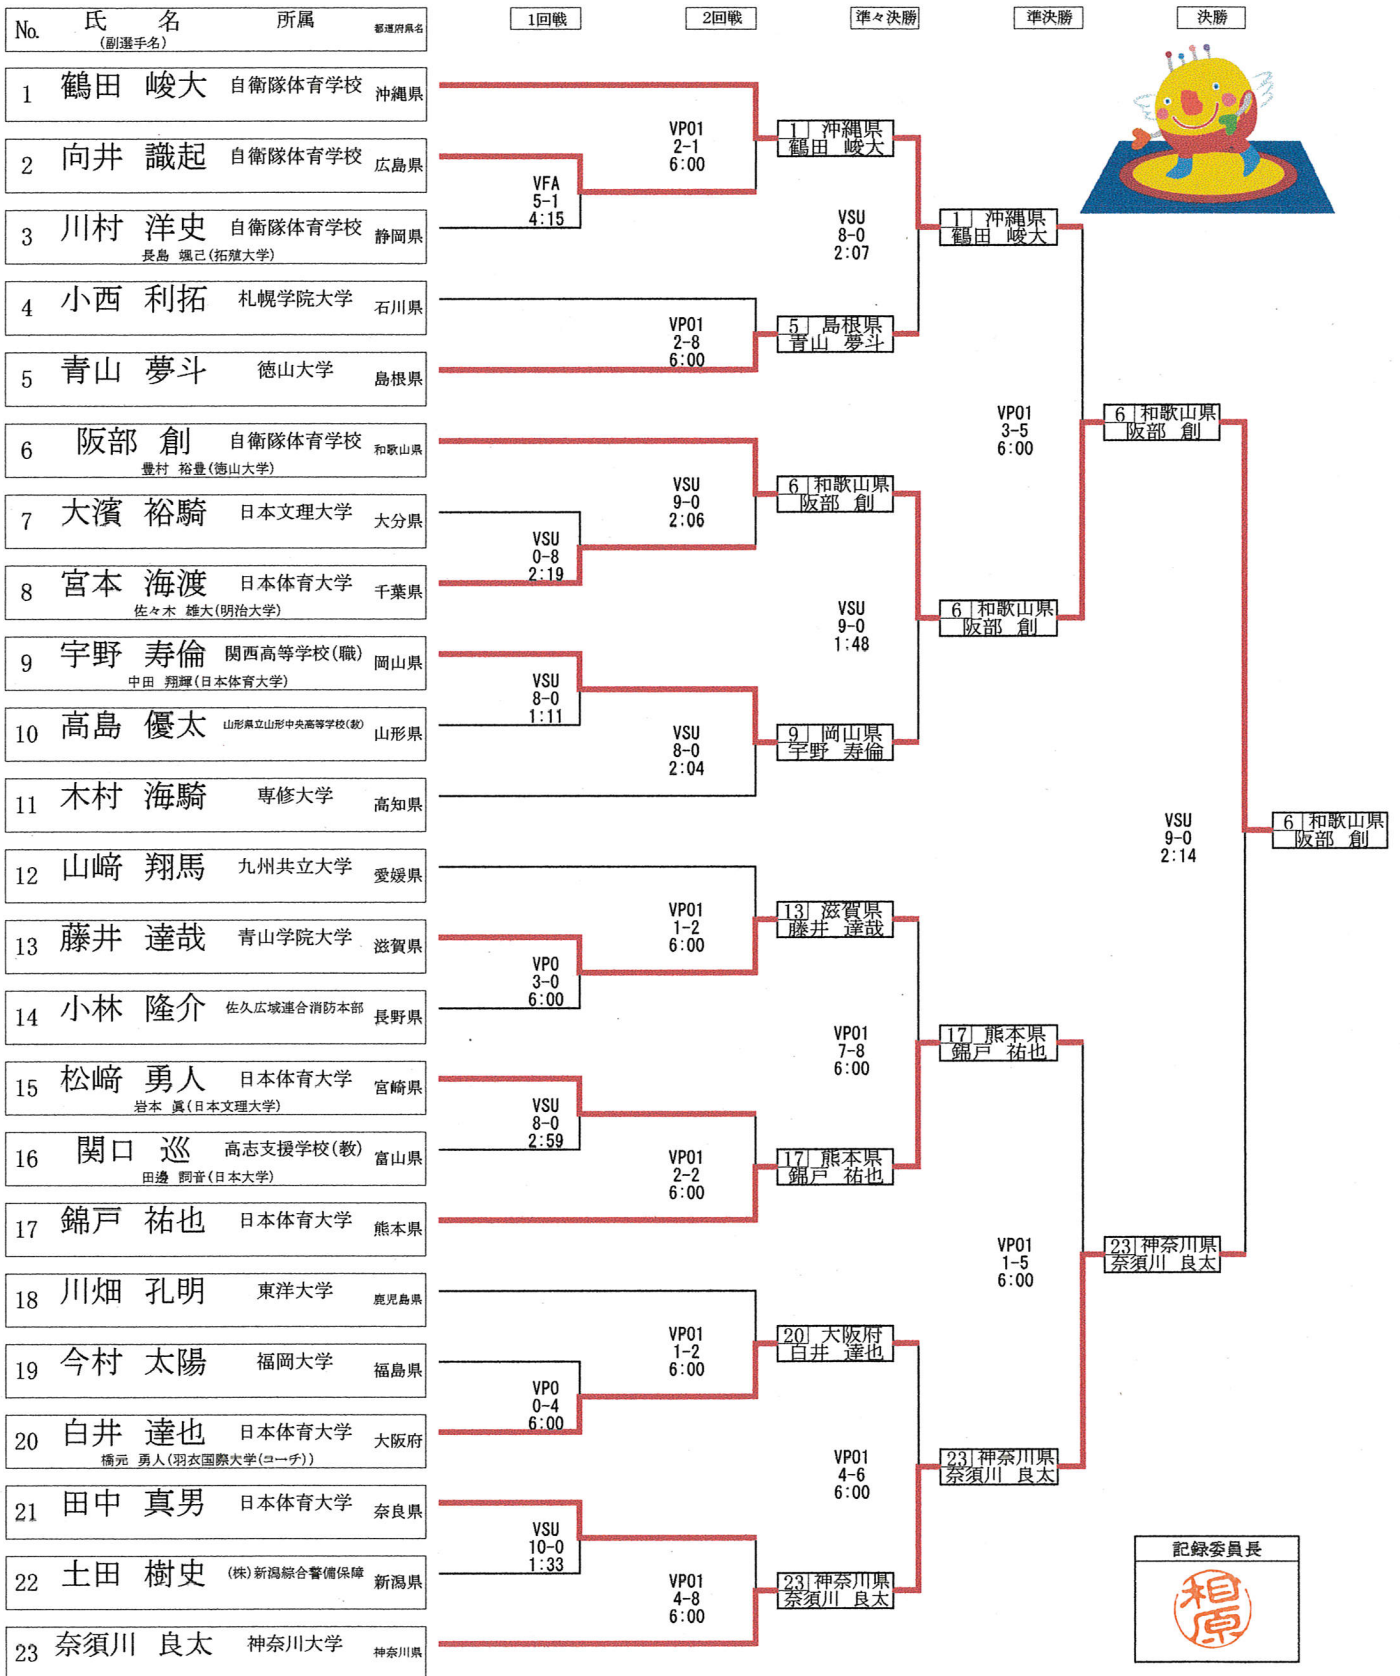 No. 氏 名 所属 都道府県名
(副選手名)
1回戦 2回戦 準々決勝 準決勝 決勝
1 鶴田 峻大 自衛隊体育学校 沖縄県
2 向井 識起 自衛隊体育学校 広島県
3 川村 洋史 自衛隊体育学校 静岡県
長島 颯己(拓殖大学)
4 小西 利拓 札幌学院大学 石川県
5 青山 夢斗 徳山大学 島根県
6 阪部 創 自衛隊体育学校 和歌山県
豊村 裕豊(徳山大学)
7 大濱 裕騎 日本文理大学 大分県
8 宮本 海渡 日本体育大学 千葉県
佐々木 雄大(明治大学)
9 宇野 寿倫 関西高等学校(職) 岡山県
中田 翔輝(日本体育大学)
10 高島 優太 山形県立山形中央高等学校(教) 山形県
11 木村 海騎 専修大学 高知県
12 山﨑 翔馬 九州共立大学 愛媛県
13 藤井 達哉 青山学院大学 滋賀県
14 小林 隆介 佐久広域連合消防本部 長野県
15 松﨑 勇人 日本体育大学 宮崎県
岩本 眞(日本文理大学)
16 関口 巡 高志支援学校(教) 富山県
田邊 詞音(日本大学)
17 錦戸 祐也 日本体育大学 熊本県
18 川畑 孔明 東洋大学 鹿児島県
19 今村 太陽 福岡大学 福島県
20 白井 達也 日本体育大学 大阪府
橋元 勇人(羽衣国際大学(コーチ))
21 田中 真男 日本体育大学 奈良県
22 土田 樹史 (株)新潟綜合警備保障 新潟県
23 奈須川 良太 神奈川大学 神奈川県
VFA
5-1
4:15
VSU
0-8
2:19
VSU
8-0
1:11
VPO
3-0
6:00
VSU
8-0
2:59
VPO
0-4
6:00
VSU
10-0
1:33
VPO1
2-1
6:00
VPO1
2-8
6:00
VSU
9-0
2:06
VSU
8-0
2:04
VPO1
1-2
6:00
VPO1
2-2
6:00
VPO1
1-2
6:00
VPO1
4-8
6:00
1 沖縄県
鶴田 峻大
5 島根県
青山 夢斗
6 和歌山県
阪部 創
9 岡山県
宇野 寿倫
13 滋賀県
藤井 達哉
17 熊本県
錦戸 祐也
20 大阪府
白井 達也
23 神奈川県
奈須川 良太
VSU
8-0
2:07
VSU
9-0
1:48
VPO1
7-8
6:00
VPO1
4-6
6:00
1 沖縄県
鶴田 峻大
6 和歌山県
阪部 創
17 熊本県
錦戸 祐也
23 神奈川県
奈須川 良太
VPO1
3-5
6:00
VPO1
1-5
6:00
6 和歌山県
阪部 創
23 神奈川県
奈須川 良太
VSU
9-0
2:14
6 和歌山県
阪部 創
記録委員長
相原